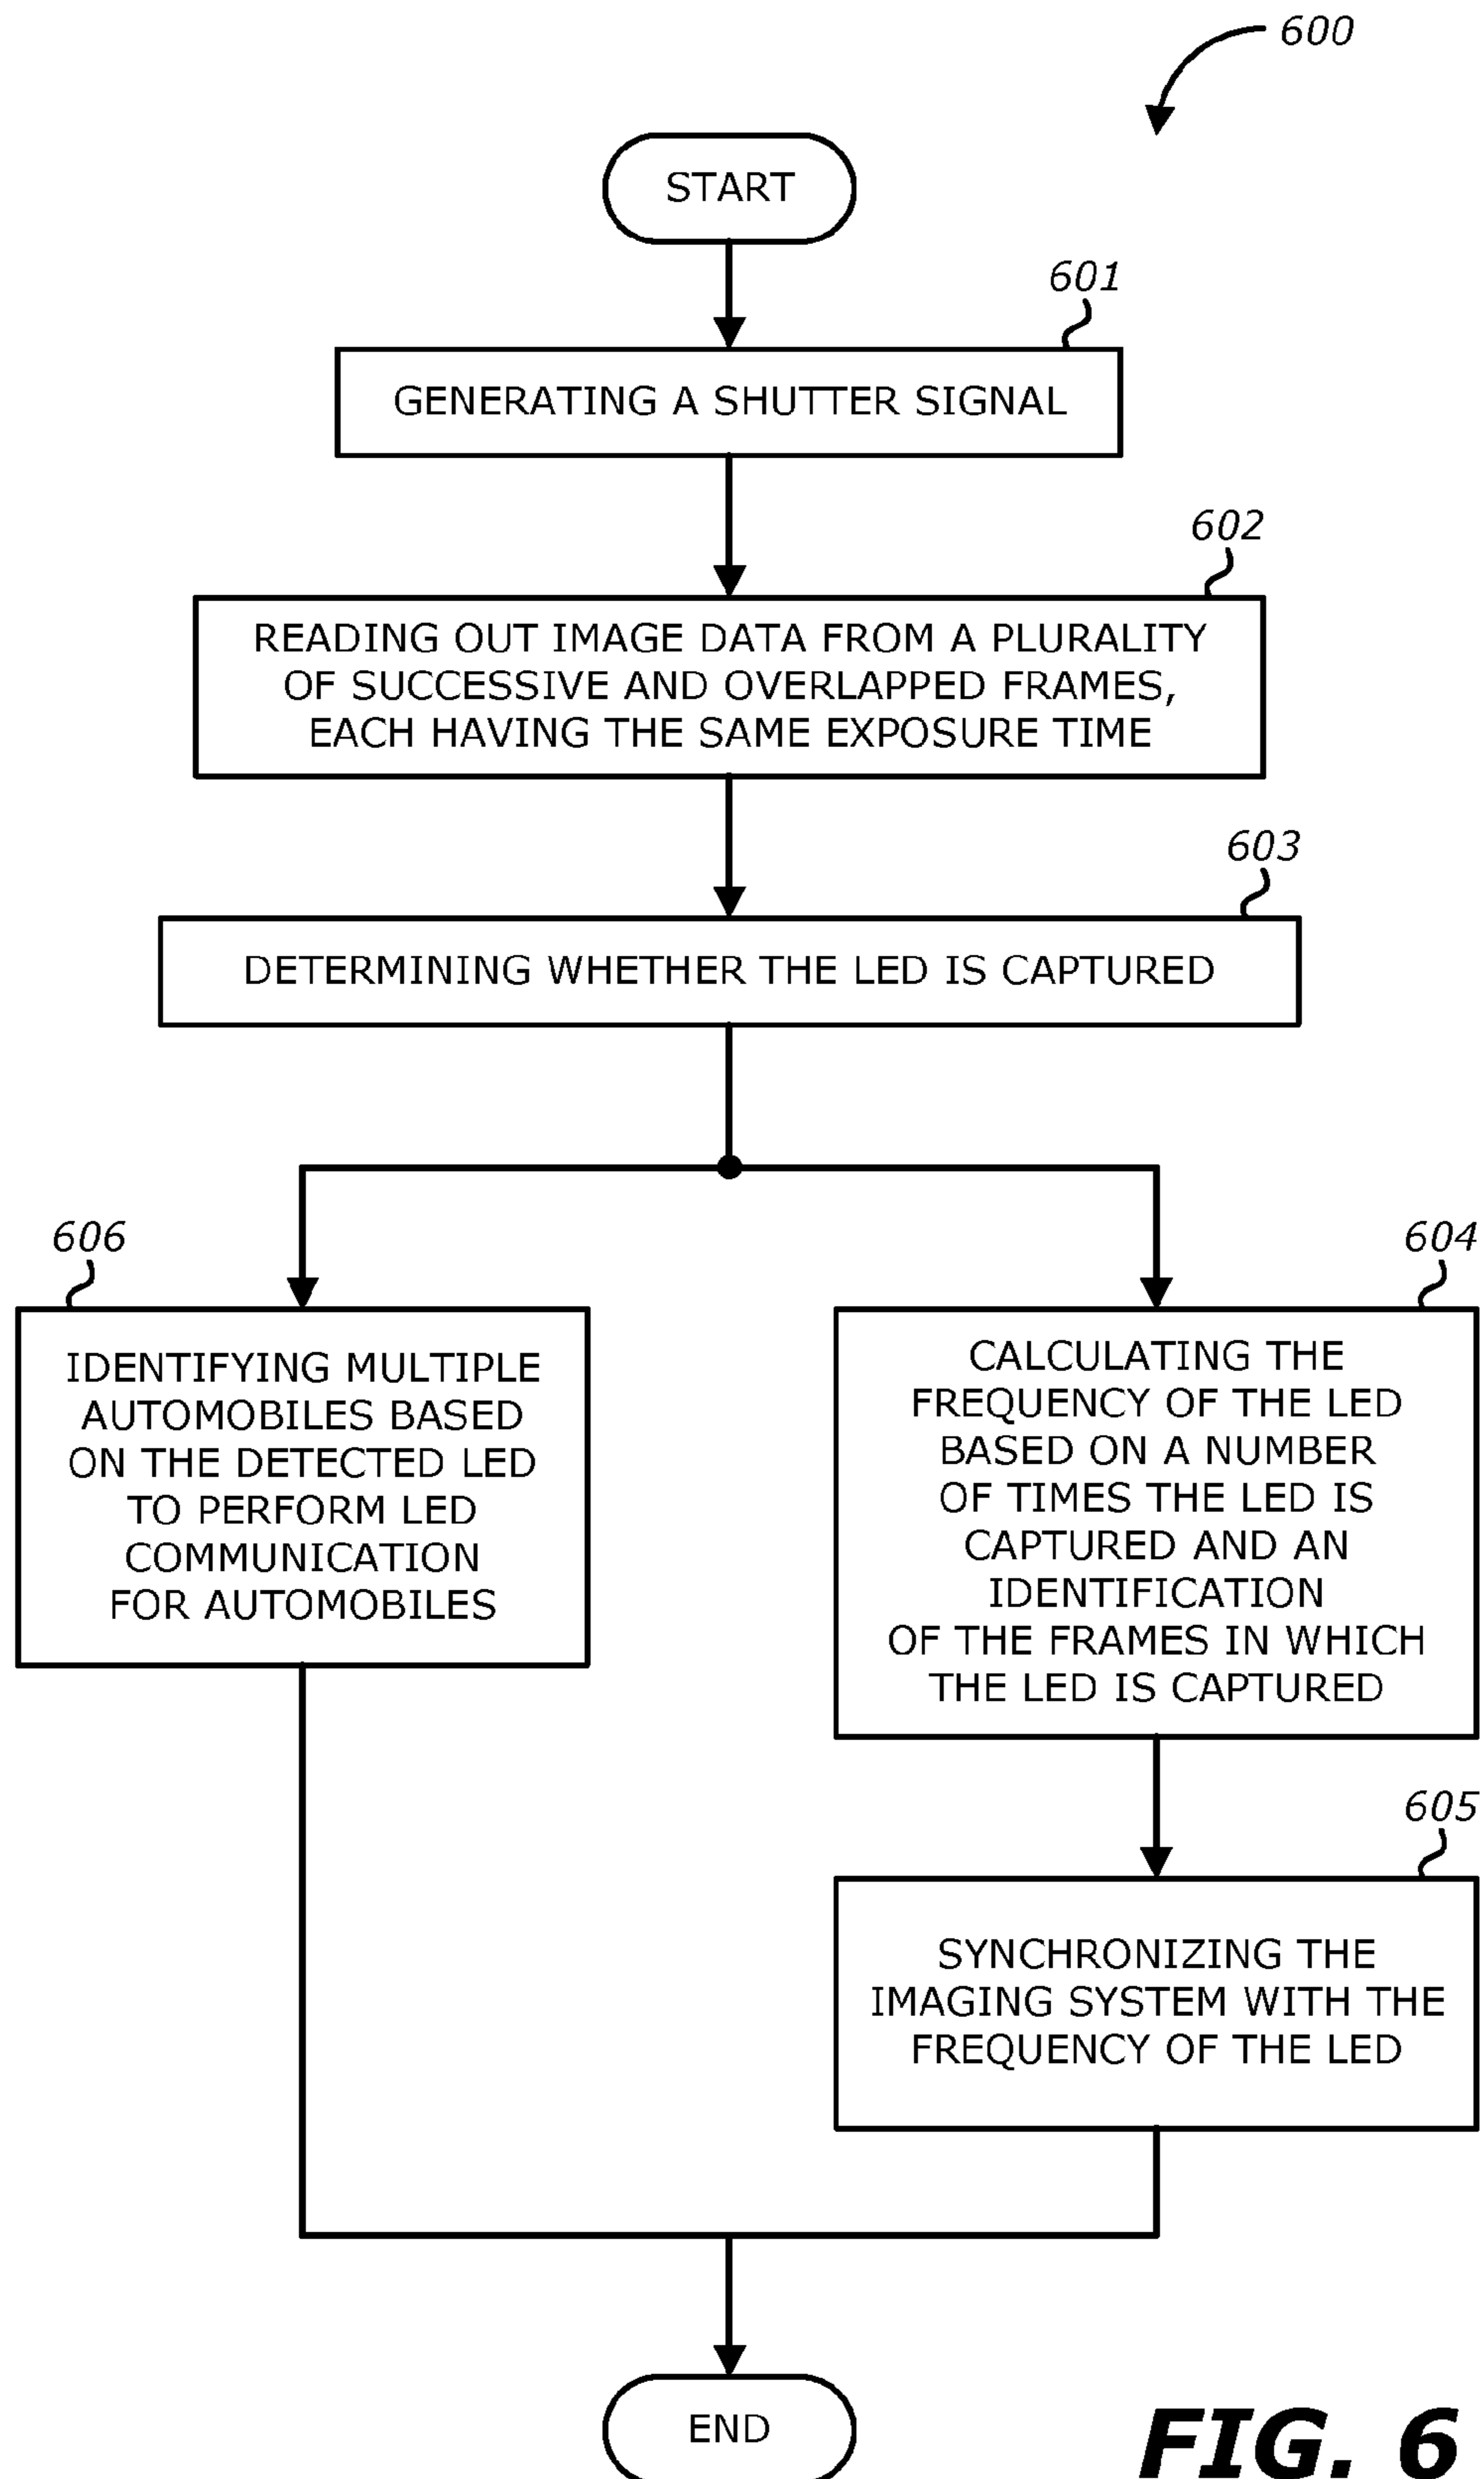 600
START
601
GENERATING A SHUTTER SIGNAL
602
READING OUT IMAGE DATA FROM A PLURALITY
OF SUCCESSIVE AND OVERLAPPED FRAMES,
EACH HAVING THE SAME EXPOSURE TIME
603
DETERMINING WHETHER THE LED IS CAPTURED
606
IDENTIFYING MULTIPLE
AUTOMOBILES BASED
ON THE DETECTED LED
TO PERFORM LED
COMMUNICATION
FOR AUTOMOBILES
604
CALCULATING THE
FREQUENCY OF THE LED
BASED ON A NUMBER
OF TIMES THE LED IS
CAPTURED AND AN
IDENTIFICATION
OF THE FRAMES IN WHICH
THE LED IS CAPTURED
605
SYNCHRONIZING THE
IMAGING SYSTEM WITH THE
FREQUENCY OF THE LED
END
FIG. 6